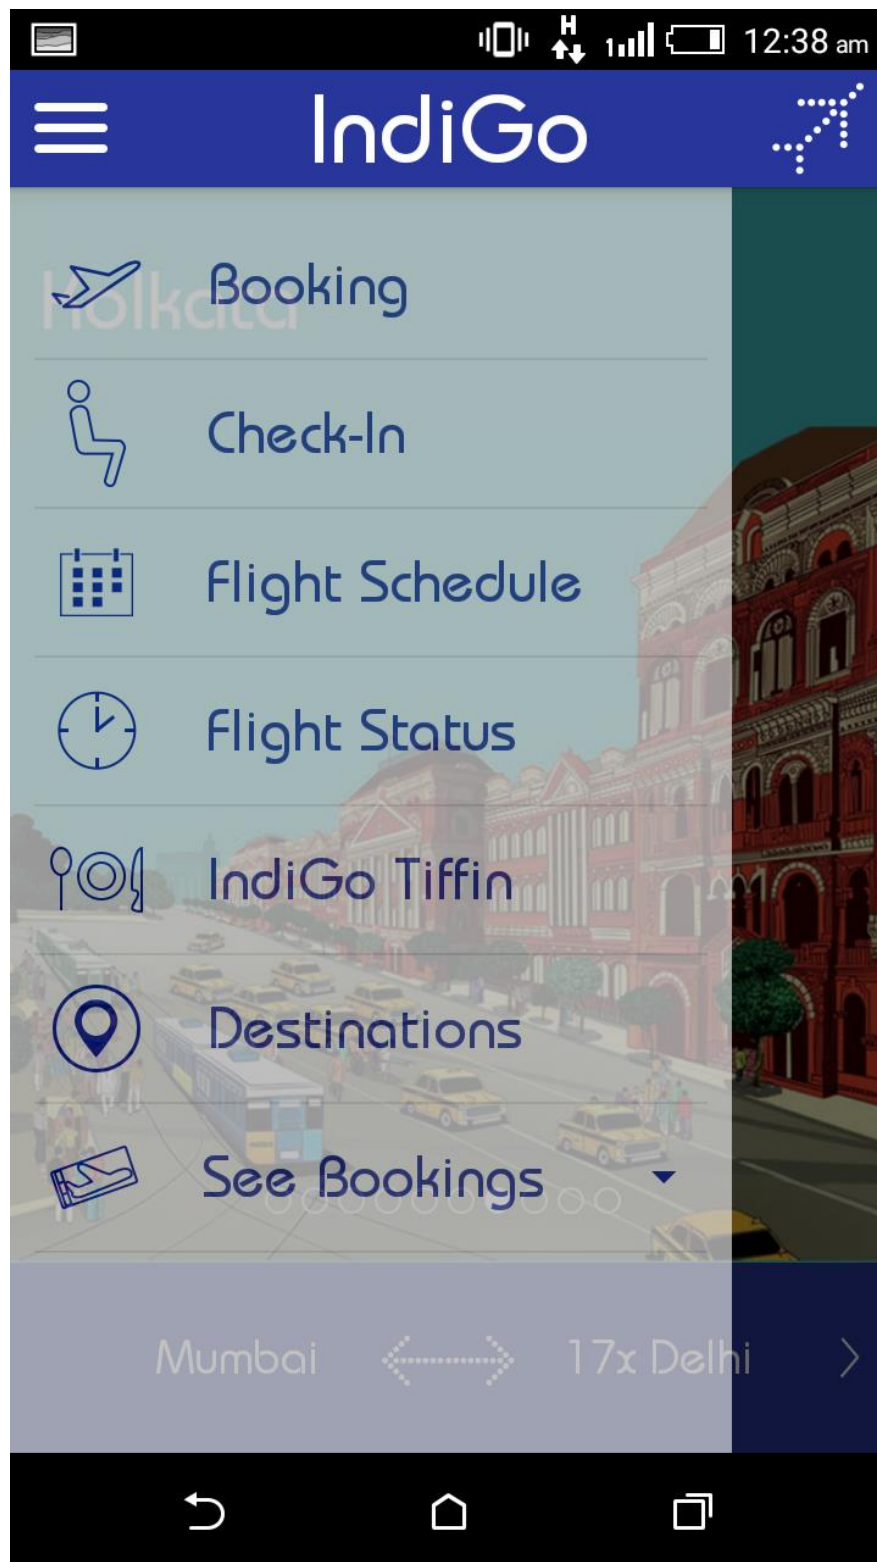 H
1 12:38 am
IndiGo
Kolkata
Booking
Check-In
Flight Schedule
Flight Status
IndiGo Tiffin
Destinations
See Bookings
Mumbai 17x Delhi